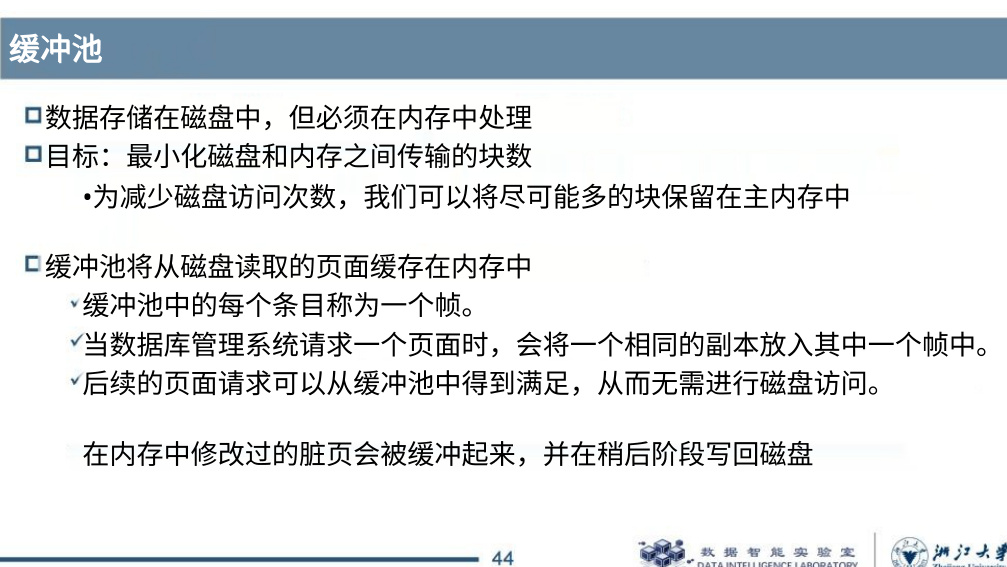 缓冲池
数据存储在磁盘中，但必须在内存中处理
目标：最小化磁盘和内存之间传输的块数
•为减少磁盘访问次数，我们可以将尽可能多的块保留在主内存中
缓冲池将从磁盘读取的页面缓存在内存中
缓冲池中的每个条目称为一个帧。
当数据库管理系统请求一个页面时，会将一个相同的副本放入其中一个帧中。
后续的页面请求可以从缓冲池中得到满足，从而无需进行磁盘访问。
在内存中修改过的脏页会被缓冲起来，并在稍后阶段写回磁盘
44
数据智能实验室
DATA INTELLIGENCE LABORATORY
浙江大学
Zhejiang University